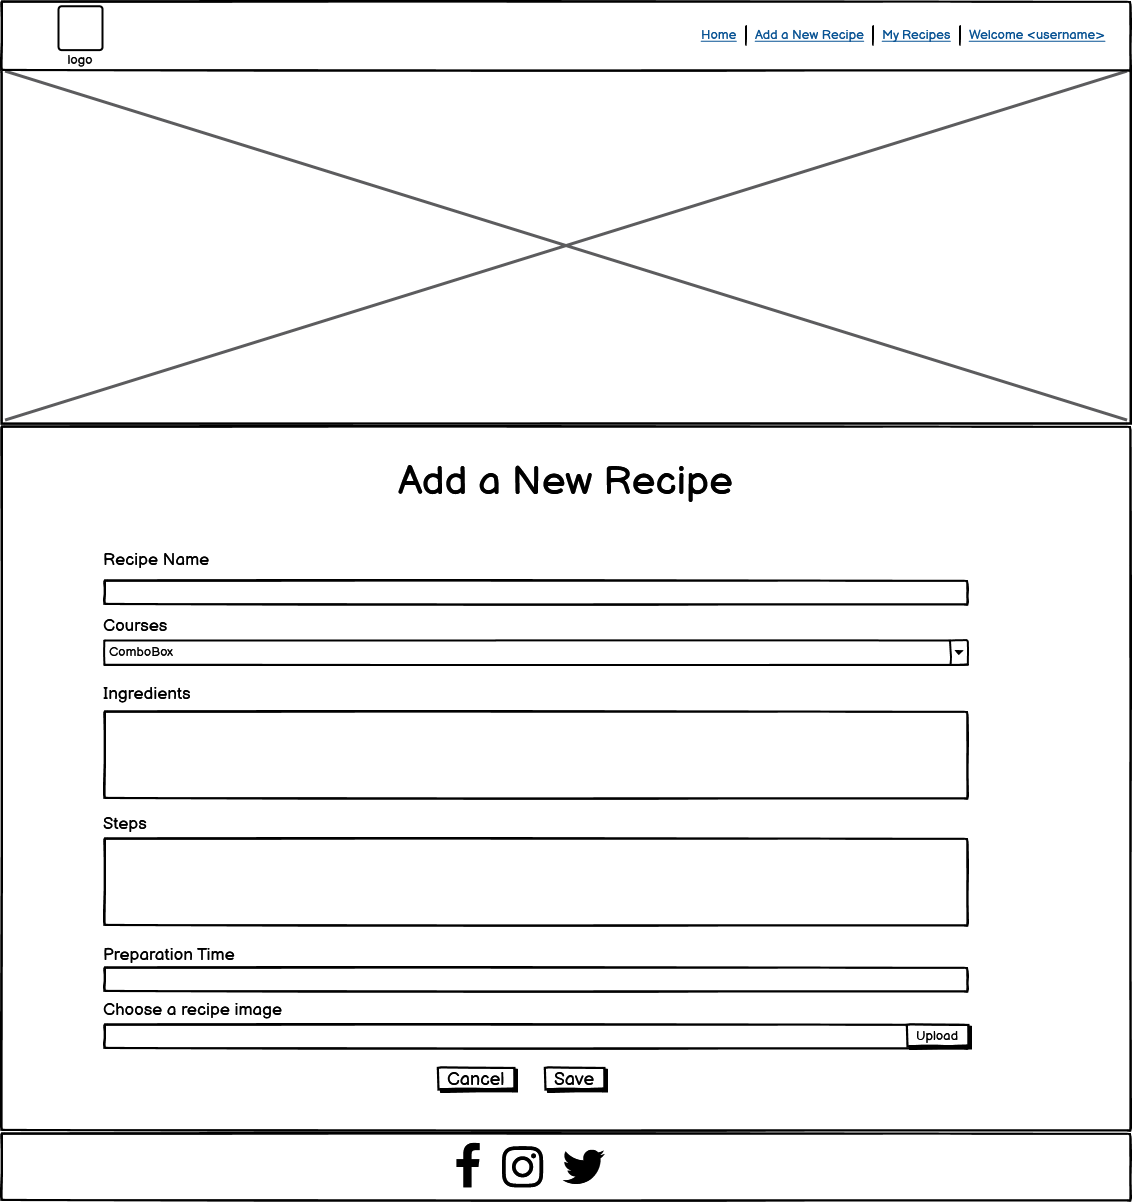 logo
Home | Add a New Recipe | My Recipes | Welcome <username>
Add a New Recipe
Recipe Name
Courses
ComboBox
Ingredients
Steps
Preparation Time
Choose a recipe image
Upload
Cancel Save